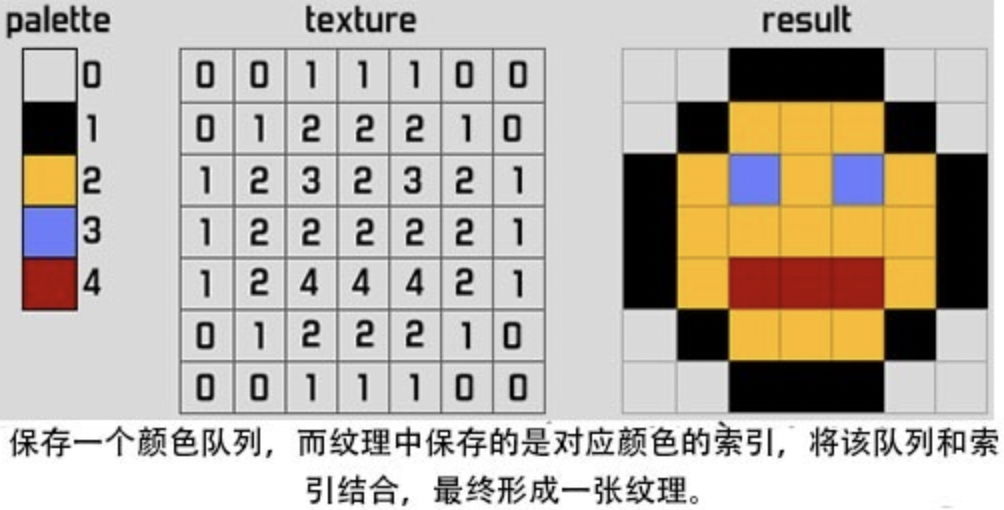 palette texture result
0 0 0 1 1 1 0 0
1 0 1 2 2 2 1 0
2 1 2 3 2 3 2 1
3 1 2 2 2 2 2 1
4 1 2 4 4 4 2 1
0 1 2 2 2 1 0
0 0 1 1 1 0 0
保存一个颜色队列，而纹理中保存的是对应颜色的索引，将该队列和索
引结合，最终形成一张纹理。